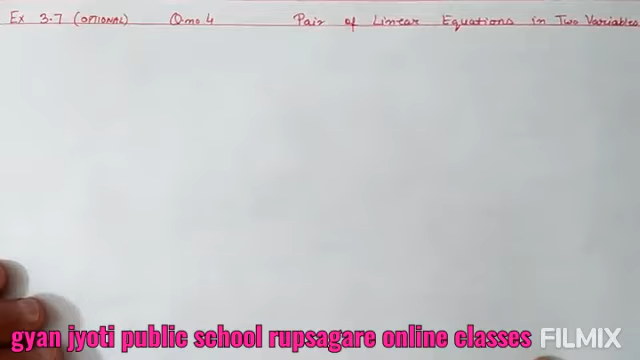 Ex 3.7 (OPTIONAL) Q no 4 Pair of Linear Equations in Two Variables
gyan jyoti public school rupsagare online classes FILMIX